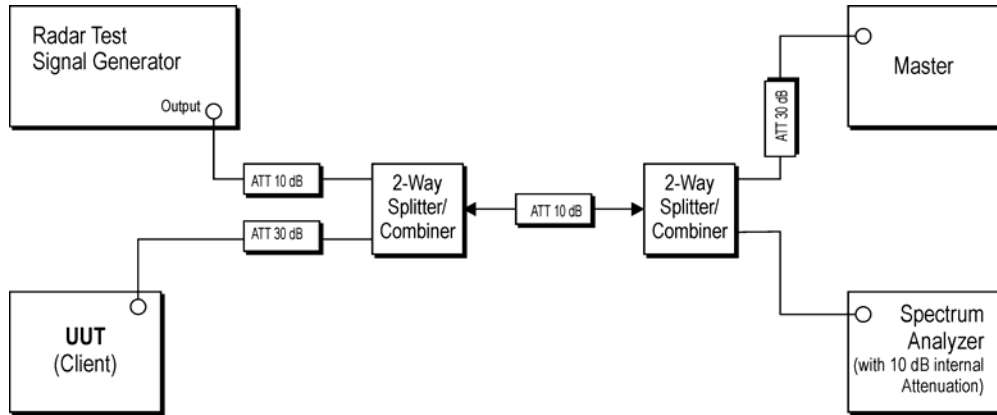 Radar Test
Signal Generator
Output
ATT 10 dB
ATT 30 dB
2-Way
Splitter/
Combiner
ATT 10 dB
2-Way
Splitter/
Combiner
ATT 30 dB
Master
UUT
(Client)
Spectrum
Analyzer
(with 10 dB internal
Attenuation)